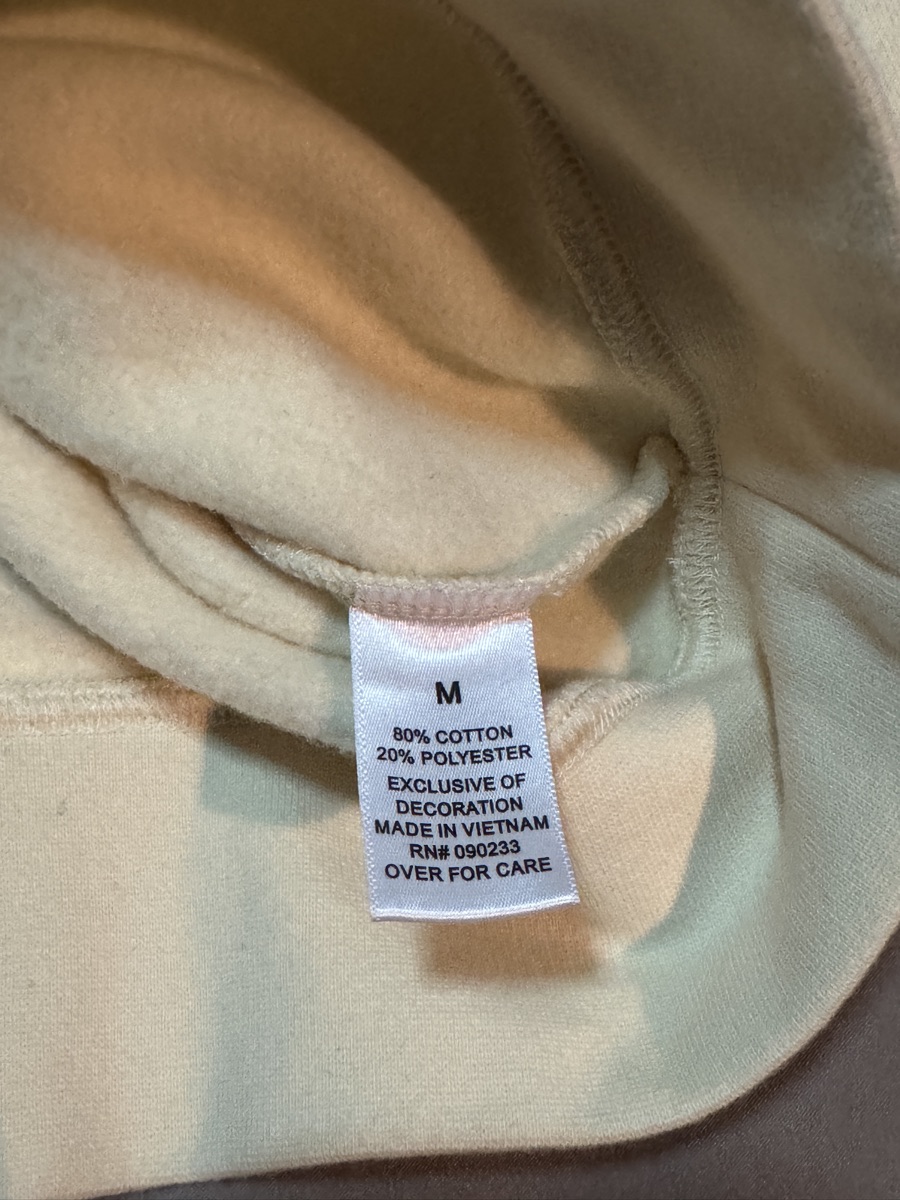 M
80% COTTON
20% POLYESTER
EXCLUSIVE OF
DECORATION
MADE IN VIETNAM
RN# 090233
OVER FOR CARE